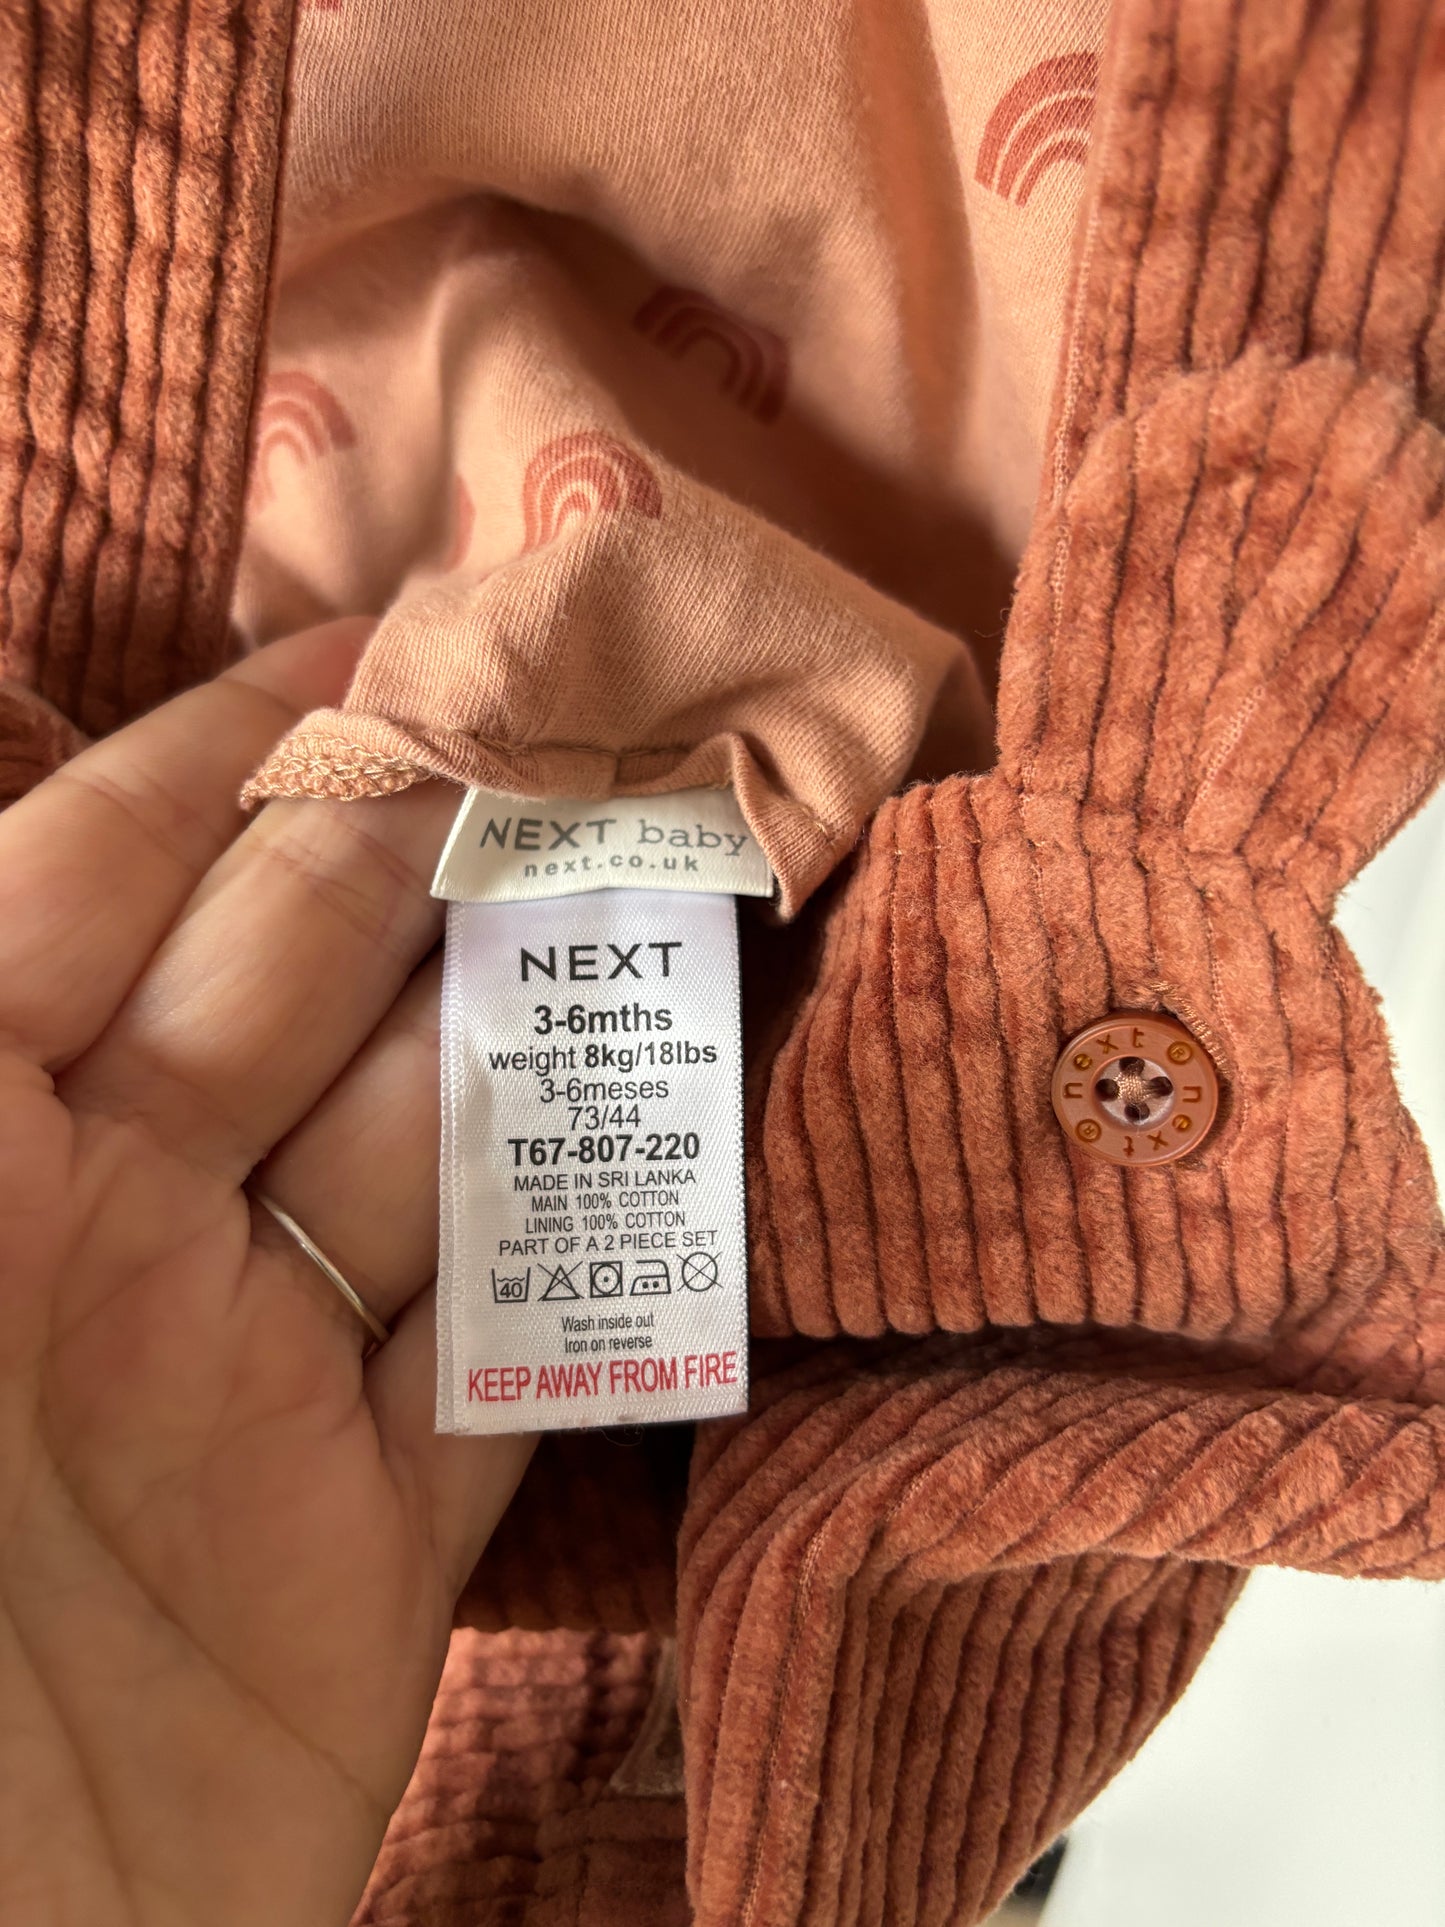 NEXT baby
next.co.uk
NEXT
3-6mths
weight 8kg/18lbs
3-6meses
73/44
T67-807-220
MADE IN SRI LANKA
MAIN 100% COTTON
LINING 100% COTTON
PART OF A 2 PIECE SET
40
Wash inside out
Iron on reverse
KEEP AWAY FROM FIRE
next® next®